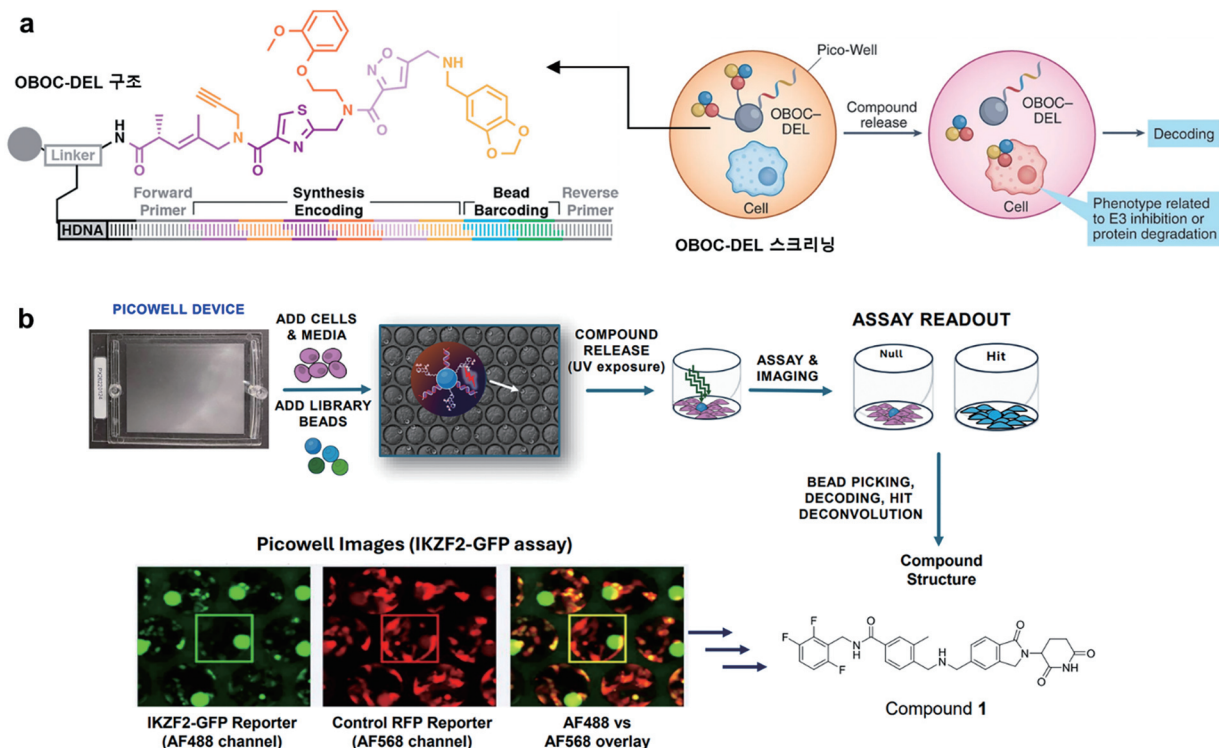 a
OBOC-DEL 구조
Linker
H
N
O
N
O
S
N
O
N
O
O
N
O
NH
O
O
Forward
Primer
Synthesis
Encoding
Bead
Barcoding
Reverse
Primer
HDNA
Pico-Well
OBOC–
DEL
Cell
Compound
release
OBOC–
DEL
Cell
Decoding
Phenotype related
to E3 inhibition or
protein degradation
OBOC-DEL 스크리닝
b
PICOWELL DEVICE
ADD CELLS
& MEDIA
ADD LIBRARY
BEADS
COMPOUND
RELEASE
(UV exposure)
ASSAY &
IMAGING
ASSAY READOUT
Null
Hit
BEAD PICKING,
DECODING, HIT
DECONVOLUTION
Compound
Structure
Picowell Images (IKZF2-GFP assay)
IKZF2-GFP Reporter
(AF488 channel)
Control RFP Reporter
(AF568 channel)
AF488 vs
AF568 overlay
F
F
F
N
H
O
N
H
O
N
O
NH
O
Compound 1